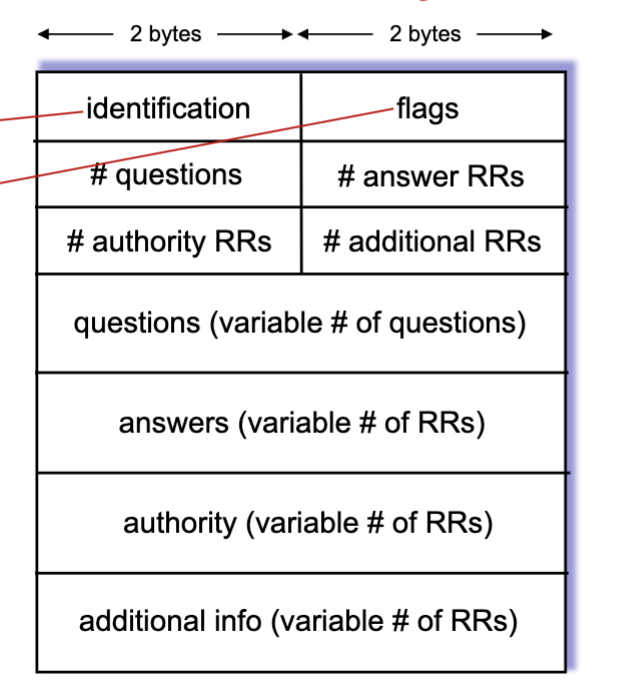 2 bytes 2 bytes
identification flags
# questions # answer RRs
# authority RRs # additional RRs
questions (variable # of questions)
answers (variable # of RRs)
authority (variable # of RRs)
additional info (variable # of RRs)